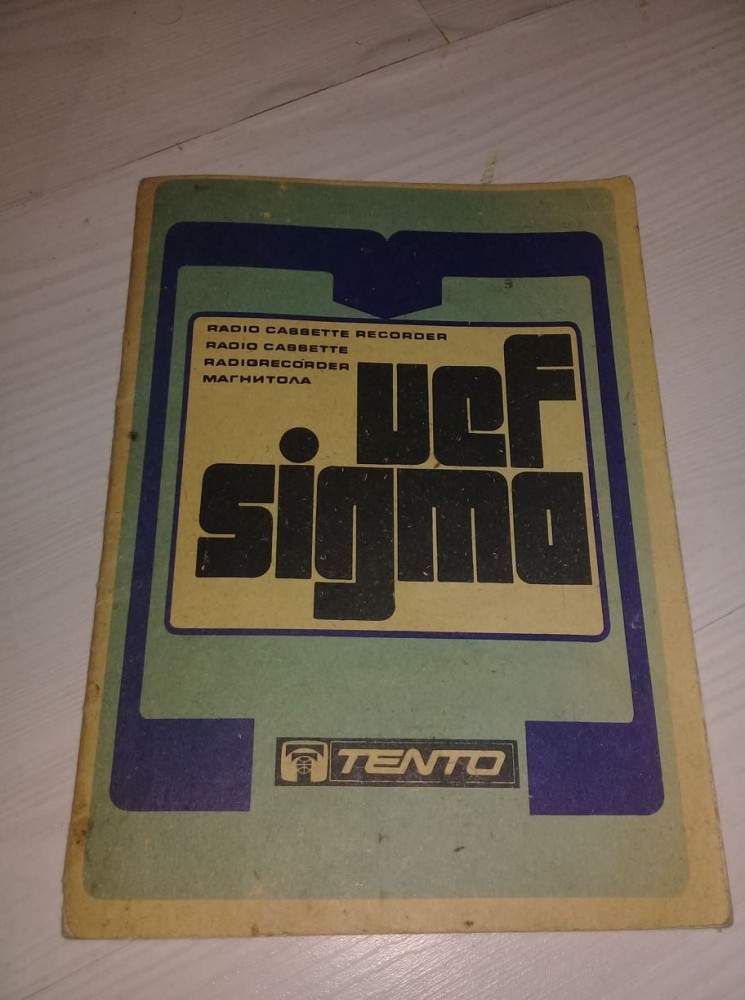 RADIO CASSETTE RECORDER
RADIO CASSETTE
RADIORECORDER
МАГНИТОЛА
VEF
sigma
TENTO